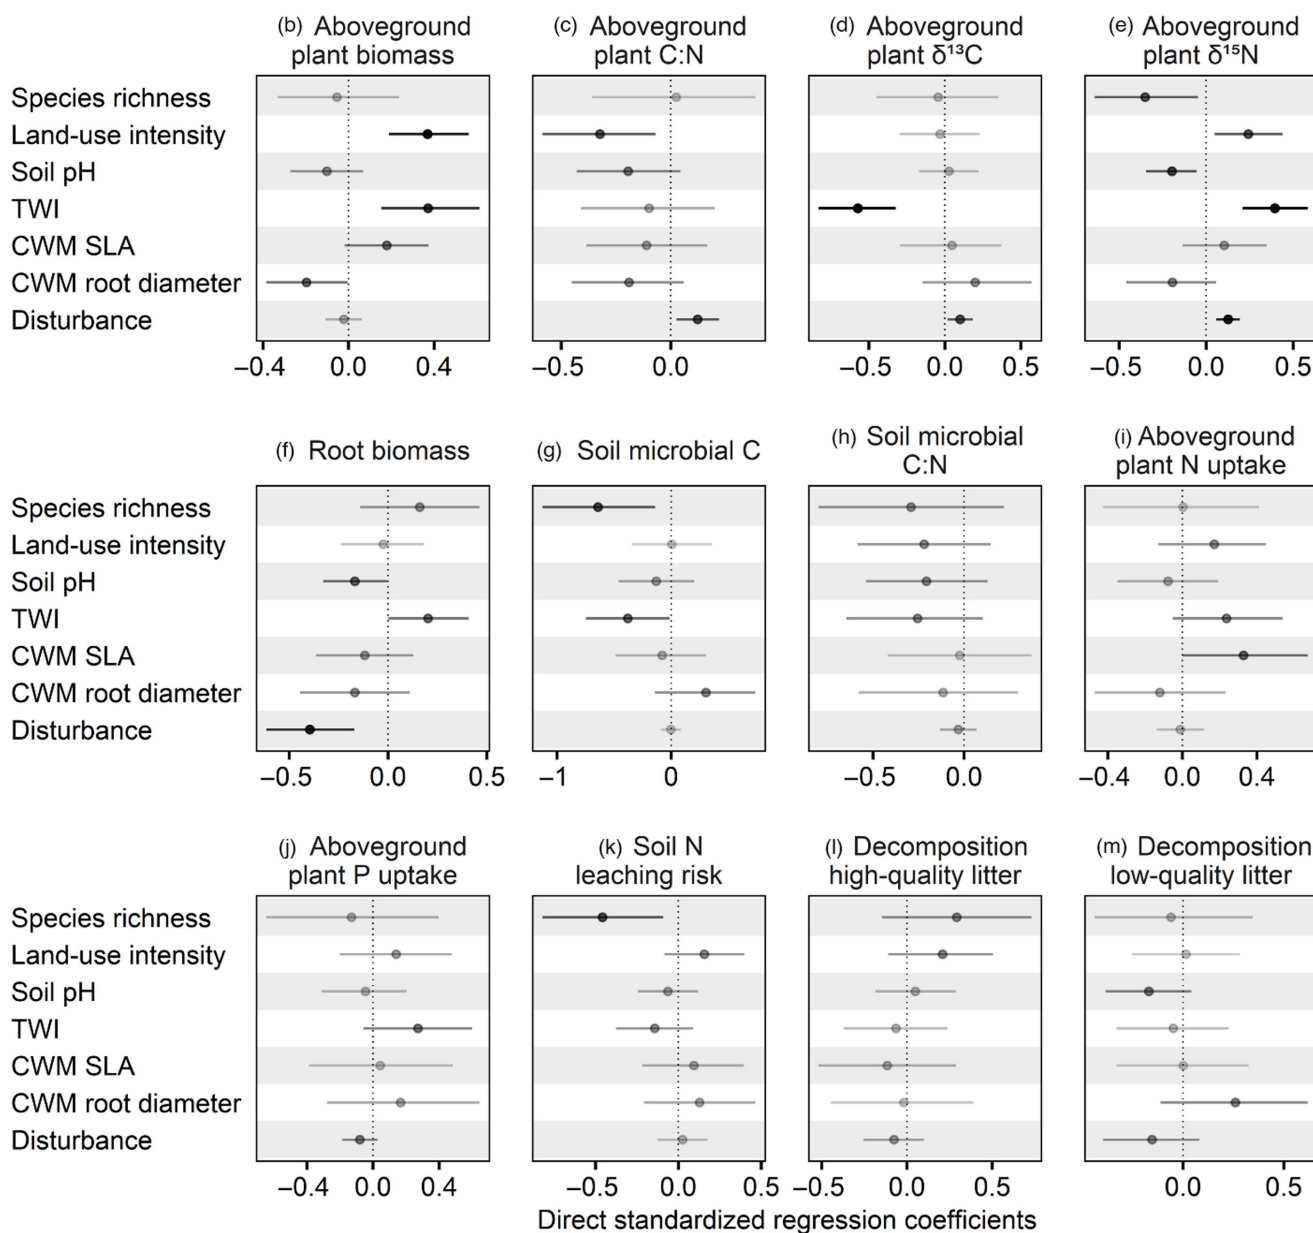 (b) Aboveground
plant biomass
(c) Aboveground
plant C:N
(d) Aboveground
plant δ¹³C
(e) Aboveground
plant δ¹⁵N
Species richness
Land-use intensity
Soil pH
TWI
CWM SLA
CWM root diameter
Disturbance
−0.4 0.0 0.4
−0.5 0.0
−0.5 0.0 0.5
−0.5 0.0 0.5
(f) Root biomass
(g) Soil microbial C
(h) Soil microbial
C:N
(i) Aboveground
plant N uptake
Species richness
Land-use intensity
Soil pH
TWI
CWM SLA
CWM root diameter
Disturbance
−0.5 0.0 0.5
−1 0
−0.5 0.0
−0.4 0.0 0.4
(j) Aboveground
plant P uptake
(k) Soil N
leaching risk
(l) Decomposition
high-quality litter
(m) Decomposition
low-quality litter
Species richness
Land-use intensity
Soil pH
TWI
CWM SLA
CWM root diameter
Disturbance
−0.4 0.0 0.4
−0.5 0.0 0.5
−0.5 0.0 0.5
0.0 0.5
Direct standardized regression coefficients